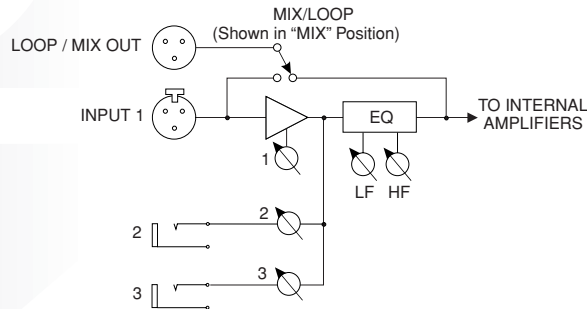 MIX/LOOP
(Shown in “MIX” Position)
LOOP / MIX OUT
INPUT 1
EQ
TO INTERNAL
AMPLIFIERS
1
LF HF
2
2
3
3